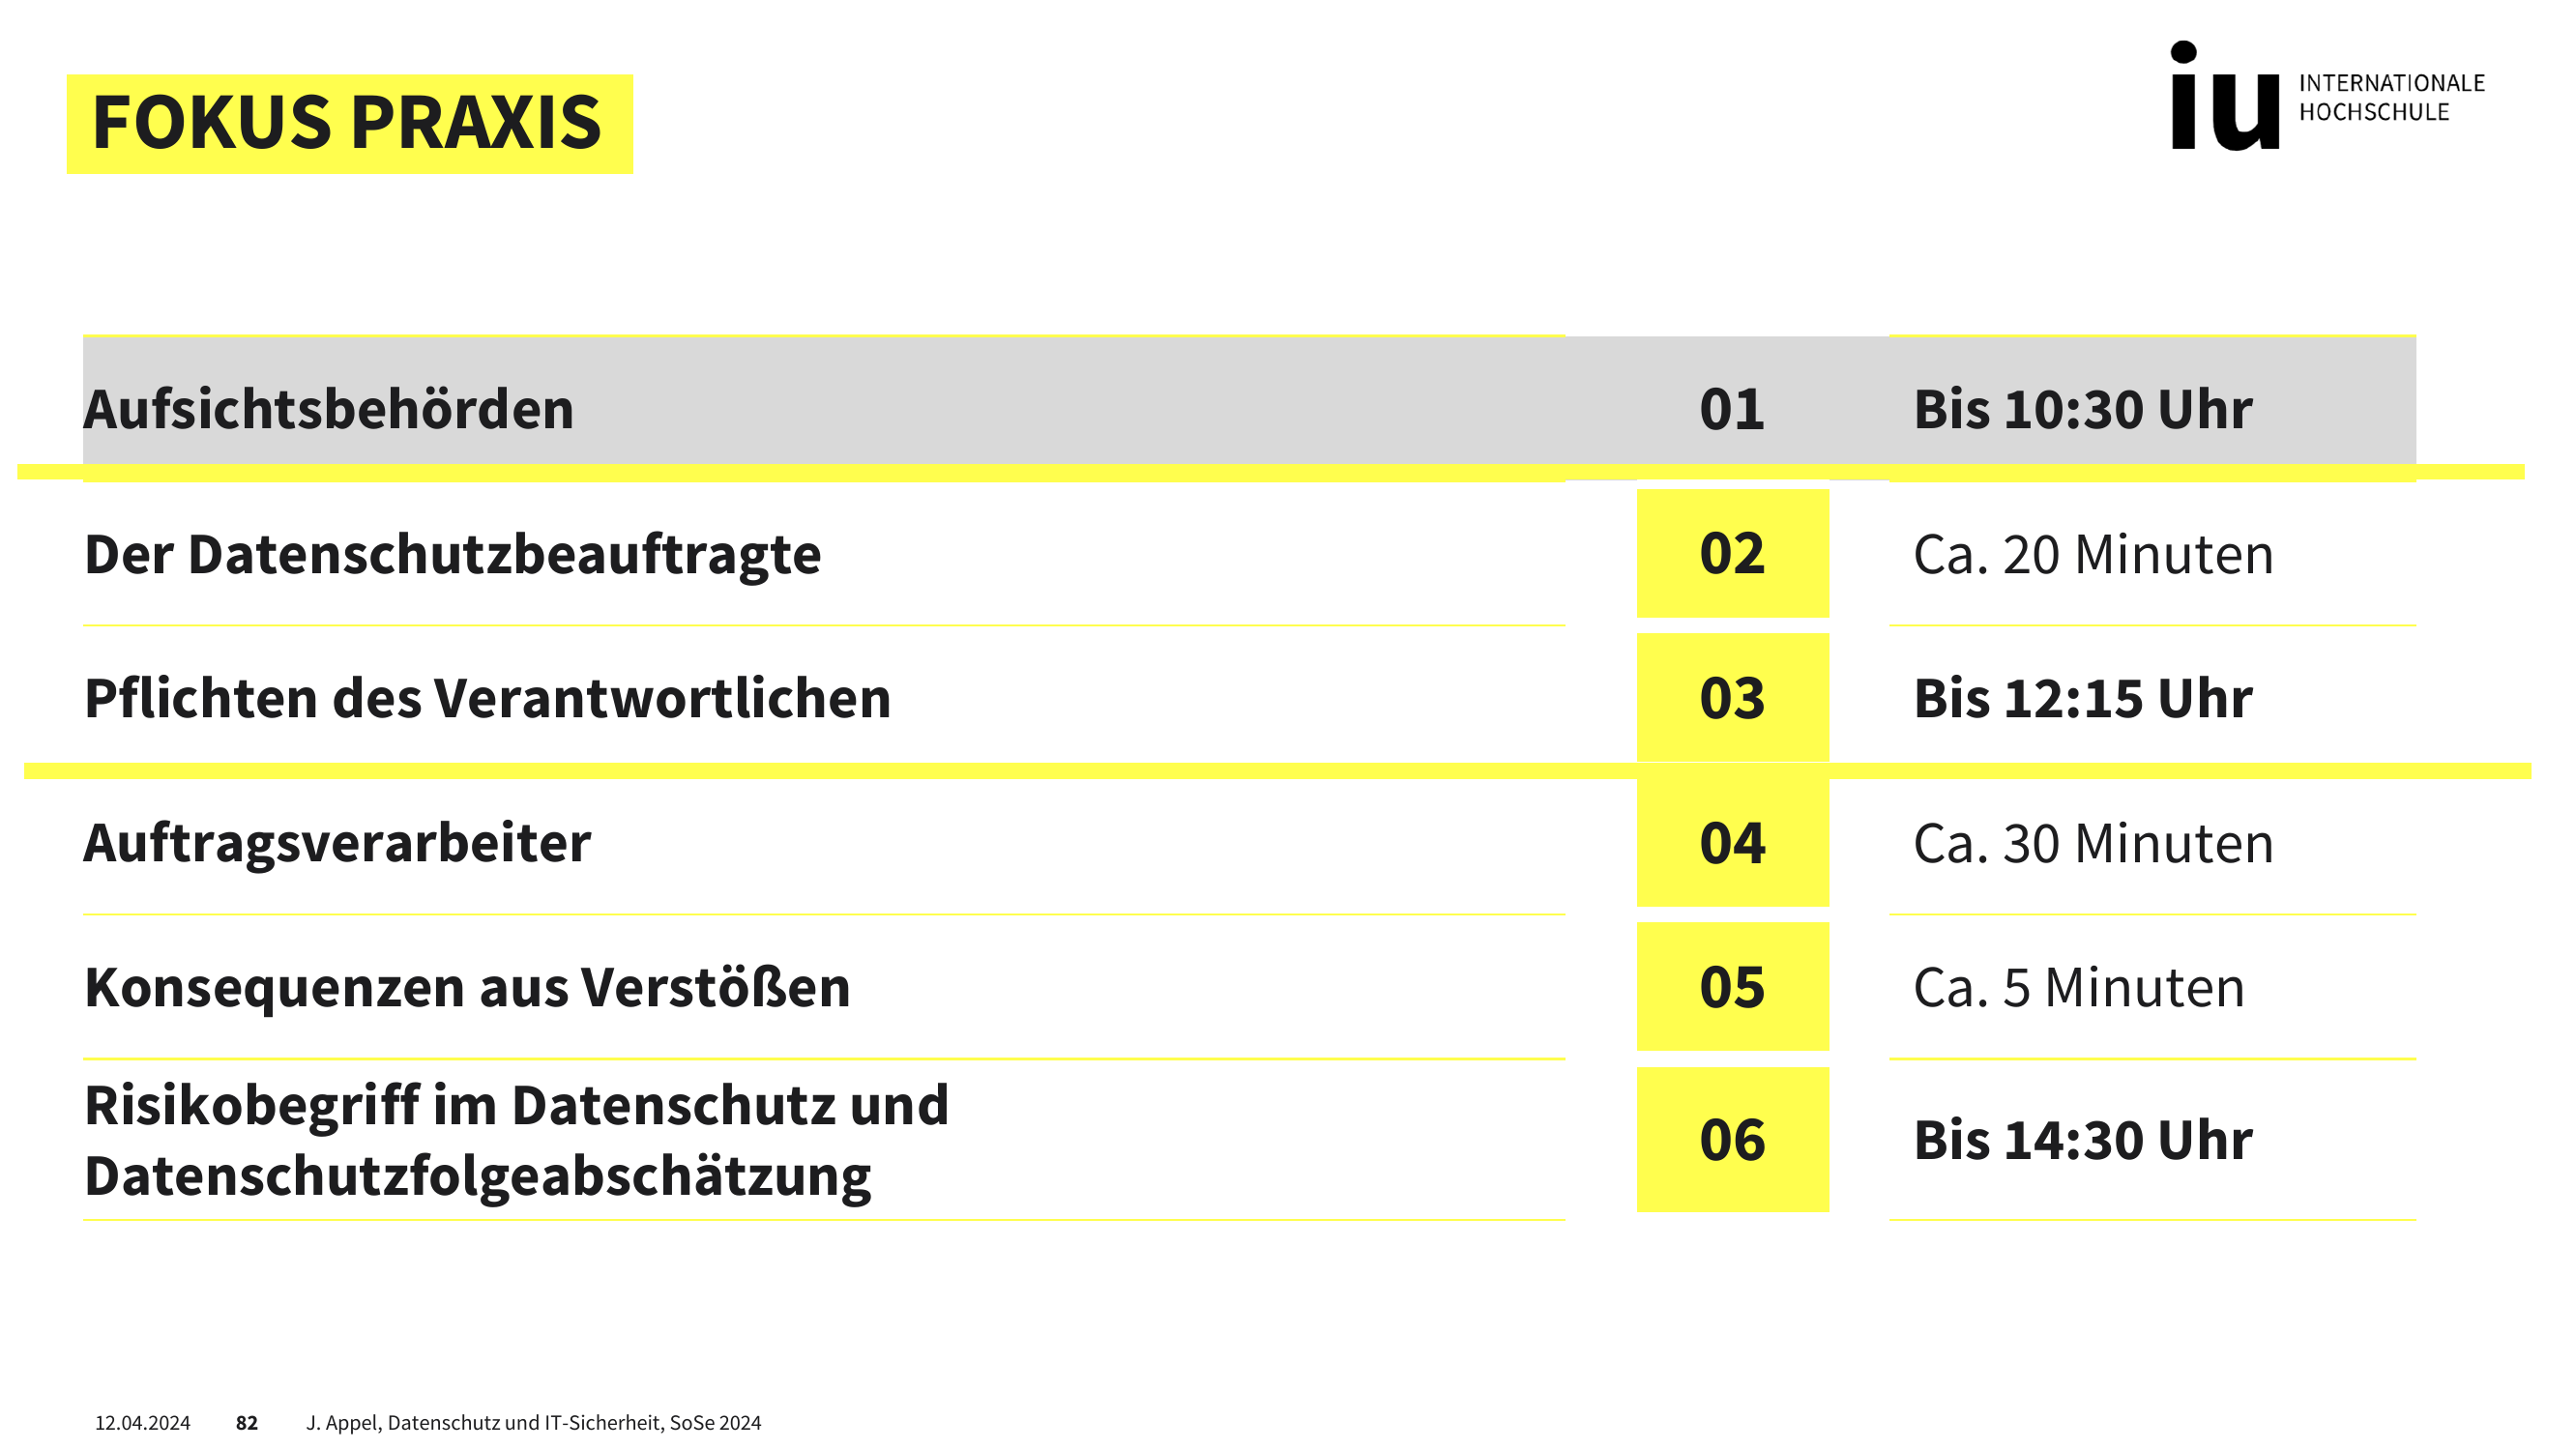 FOKUS PRAXIS
iu INTERNATIONALE
HOCHSCHULE
Aufsichtsbehörden 01 Bis 10:30 Uhr
Der Datenschutzbeauftragte 02 Ca. 20 Minuten
Pflichten des Verantwortlichen 03 Bis 12:15 Uhr
Auftragsverarbeiter 04 Ca. 30 Minuten
Konsequenzen aus Verstößen 05 Ca. 5 Minuten
Risikobegriff im Datenschutz und
Datenschutzfolgeabschätzung 06 Bis 14:30 Uhr
12.04.2024 82 J. Appel, Datenschutz und IT-Sicherheit, SoSe 2024